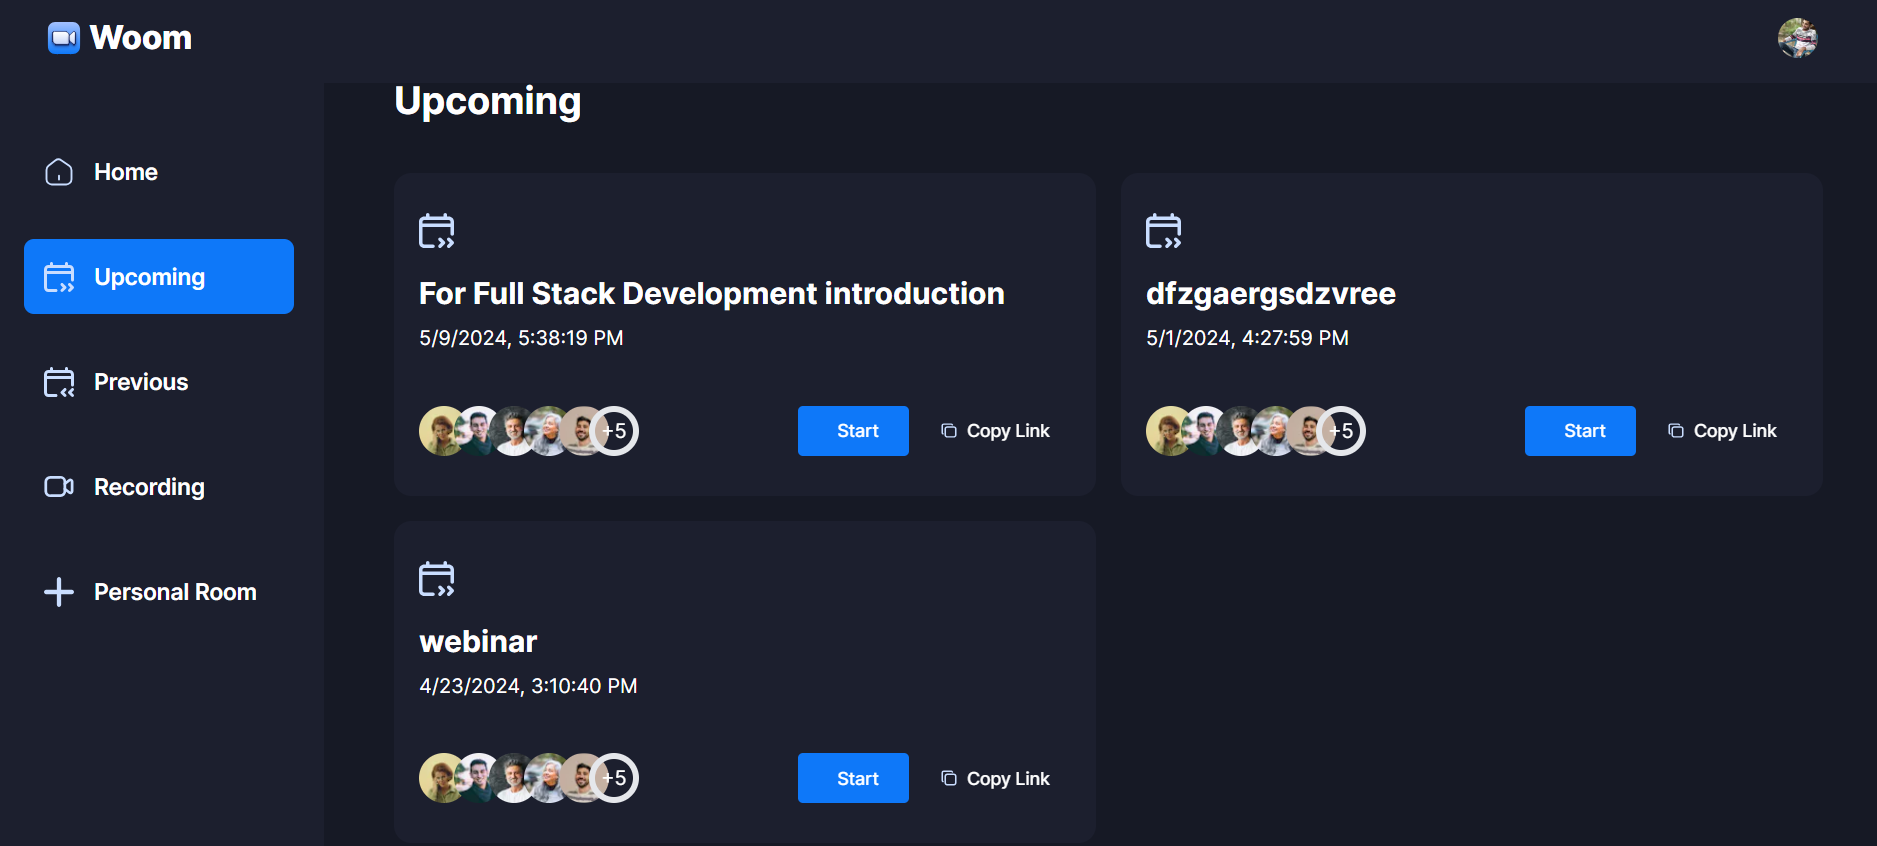 Woom
Home
Upcoming
Previous
Recording
Personal Room
Upcoming
For Full Stack Development introduction
5/9/2024, 5:38:19 PM
+5
Start
Copy Link
dfzgaergsdzvree
5/1/2024, 4:27:59 PM
+5
Start
Copy Link
webinar
4/23/2024, 3:10:40 PM
+5
Start
Copy Link